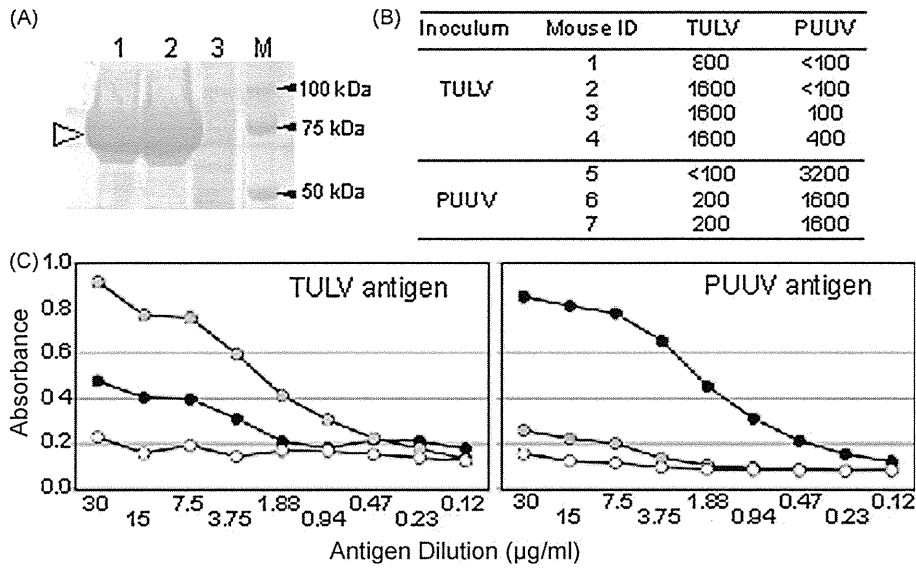 (A)
1 2 3 M
100 kDa
75 kDa
50 kDa
(B)
Inoculum Mouse ID TULV PUUV
TULV
1 800 <100
2 1600 <100
3 1600 100
4 1600 400
PUUV
5 <100 3200
6 200 1600
7 200 1600
(C)
Absorbance
1.0
0.8
0.6
0.4
0.2
0.0
TULV antigen
30 15 7.5 3.75 1.88 0.94 0.47 0.23 0.12
PUUV antigen
30 15 7.5 3.75 1.88 0.94 0.47 0.23 0.12
Antigen Dilution (µg/ml)